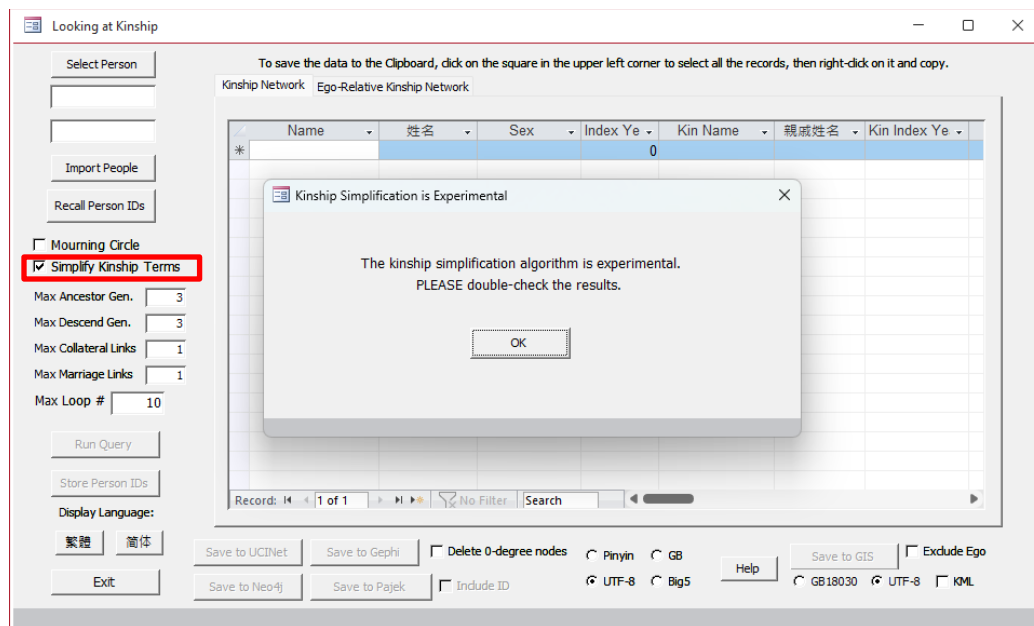 Looking at Kinship
Select Person
To save the data to the Clipboard, click on the square in the upper left corner to select all the records, then right-click on it and copy.
Kinship Network
Ego-Relative Kinship Network
Name
姓名
Sex
Index Ye
Kin Name
親戚姓名
Kin Index Ye
0
Import People
Recall Person IDs
Kinship Simplification is Experimental
The kinship simplification algorithm is experimental.
PLEASE double-check the results.
OK
Mourning Circle
Simplify Kinship Terms
Max Ancestor Gen. 3
Max Descend Gen. 3
Max Collateral Links 1
Max Marriage Links 1
Max Loop # 10
Run Query
Store Person IDs
Record: 1 of 1 No Filter Search
Display Language:
繁體 简体
Exit
Save to UCINet Save to Gephi Delete 0-degree nodes Pinyin GB Help Save to GIS Exclude Ego
Save to Neo4j Save to Pajek Include ID UTF-8 Big5 GB18030 UTF-8 KML